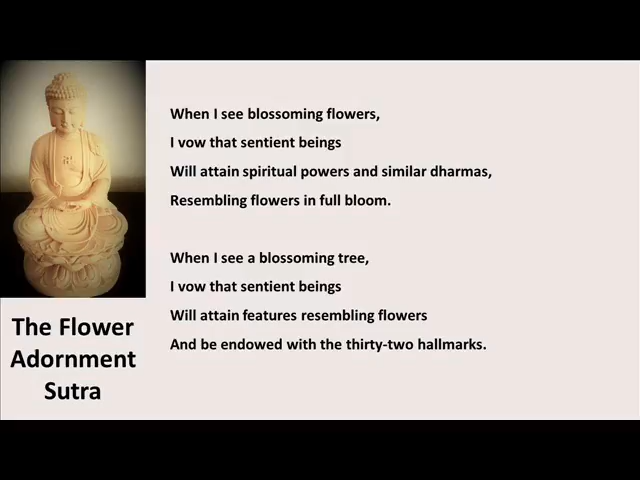 When I see blossoming flowers,
I vow that sentient beings
Will attain spiritual powers and similar dharmas,
Resembling flowers in full bloom.
When I see a blossoming tree,
I vow that sentient beings
Will attain features resembling flowers
And be endowed with the thirty-two hallmarks.
The Flower
Adornment
Sutra